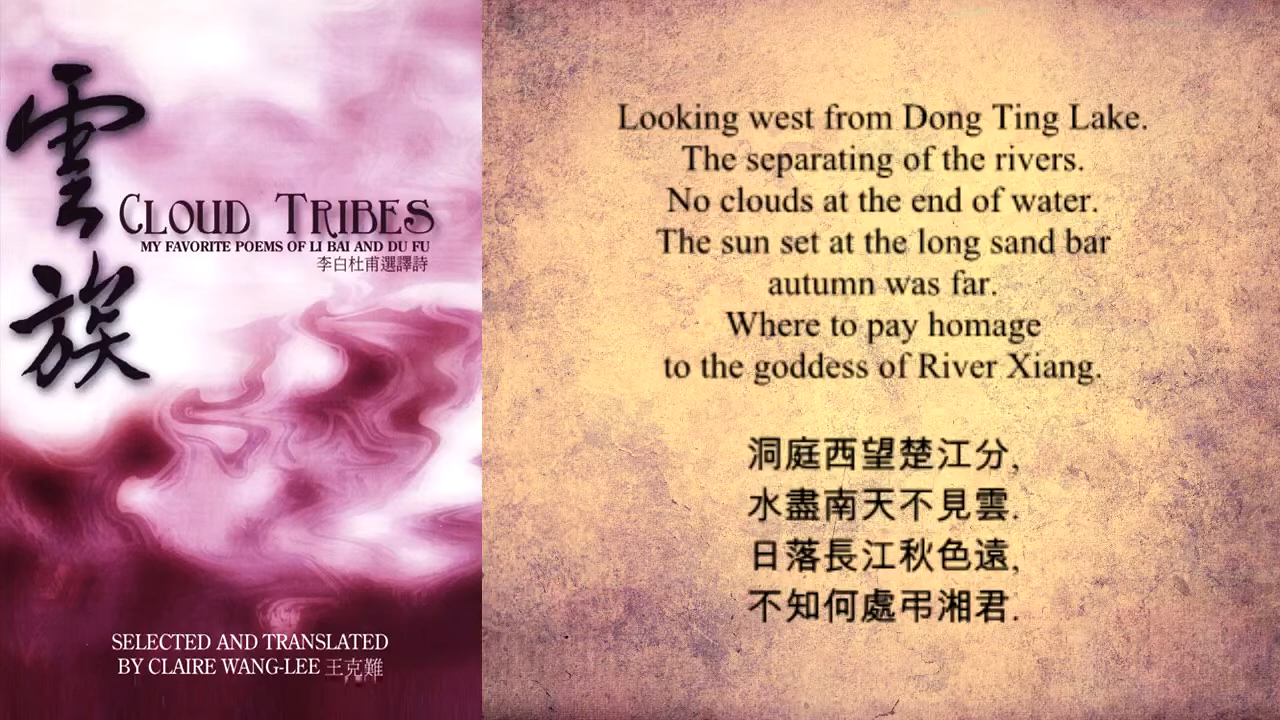 雲族
CLOUD TRIBES
MY FAVORITE POEMS OF LI BAI AND DU FU
李白杜甫選譯詩
SELECTED AND TRANSLATED
BY CLAIRE WANG-LEE 王克難
Looking west from Dong Ting Lake.
The separating of the rivers.
No clouds at the end of water.
The sun set at the long sand bar
autumn was far.
Where to pay homage
to the goddess of River Xiang.
洞庭西望楚江分,
水盡南天不見雲.
日落長江秋色遠,
不知何處弔湘君.